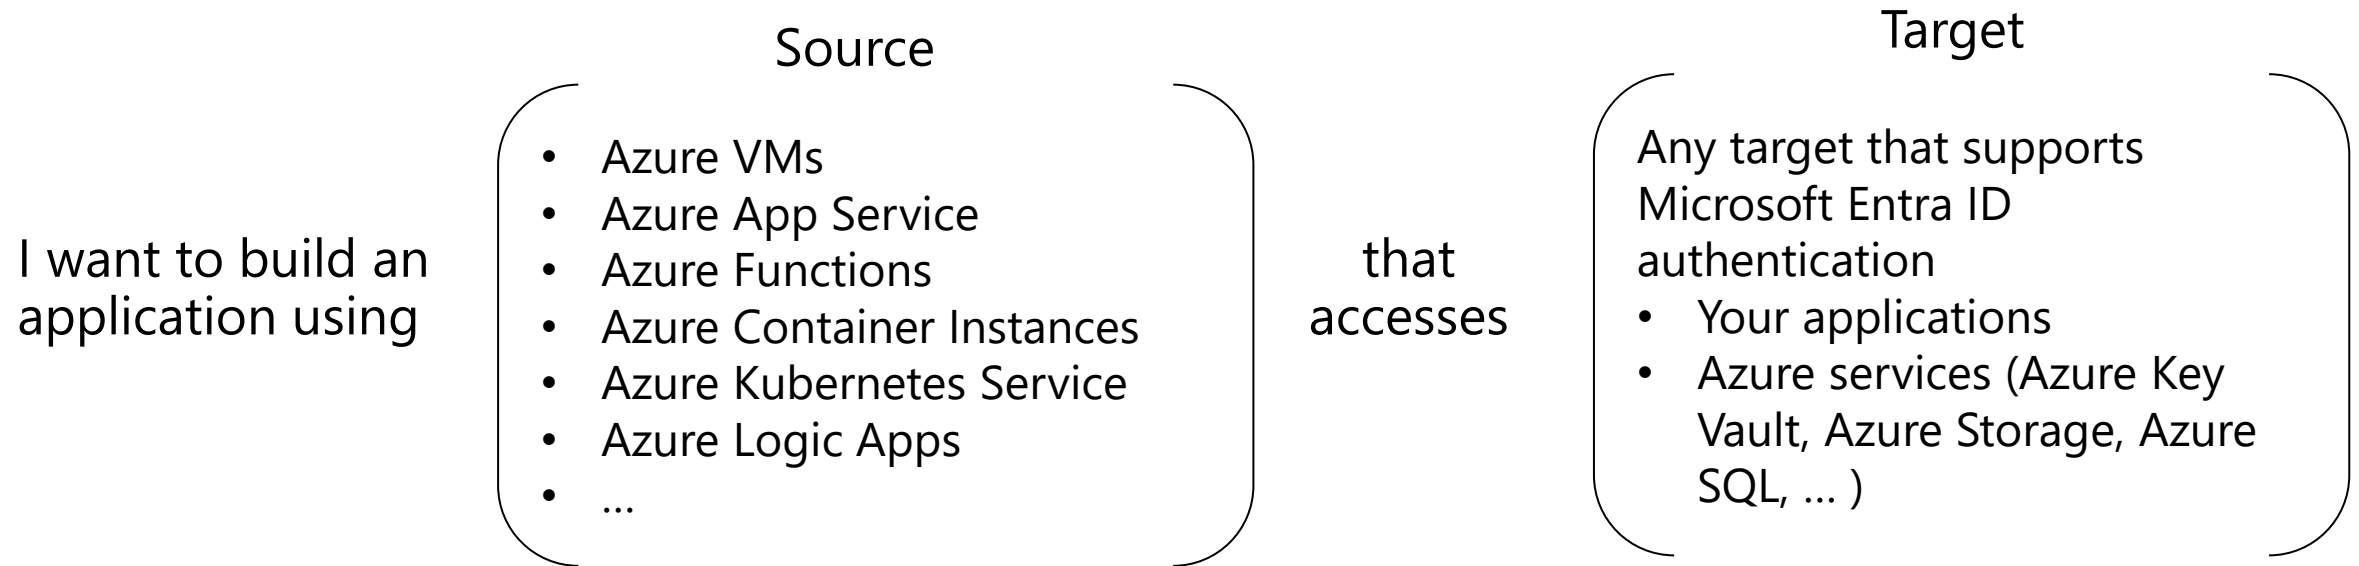 I want to build an
application using
Source
• Azure VMs
• Azure App Service
• Azure Functions
• Azure Container Instances
• Azure Kubernetes Service
• Azure Logic Apps
• ...
that
accesses
Target
Any target that supports
Microsoft Entra ID
authentication
• Your applications
• Azure services (Azure Key
Vault, Azure Storage, Azure
SQL, ... )